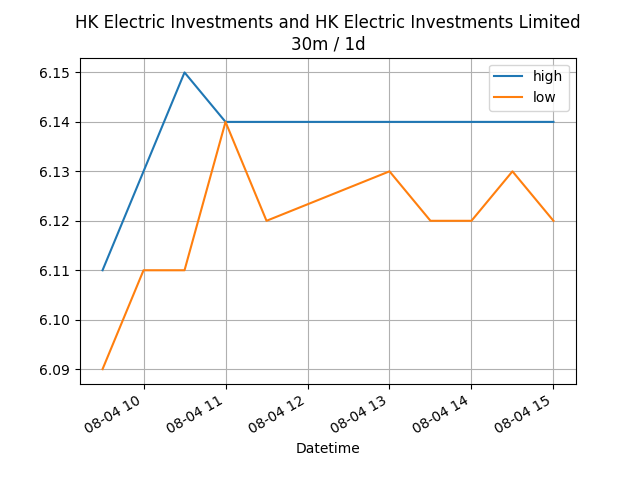 HK Electric Investments and HK Electric Investments Limited
30m / 1d
high
low
6.15
6.14
6.13
6.12
6.11
6.10
6.09
08-04 10
08-04 11
08-04 12
08-04 13
08-04 14
08-04 15
Datetime